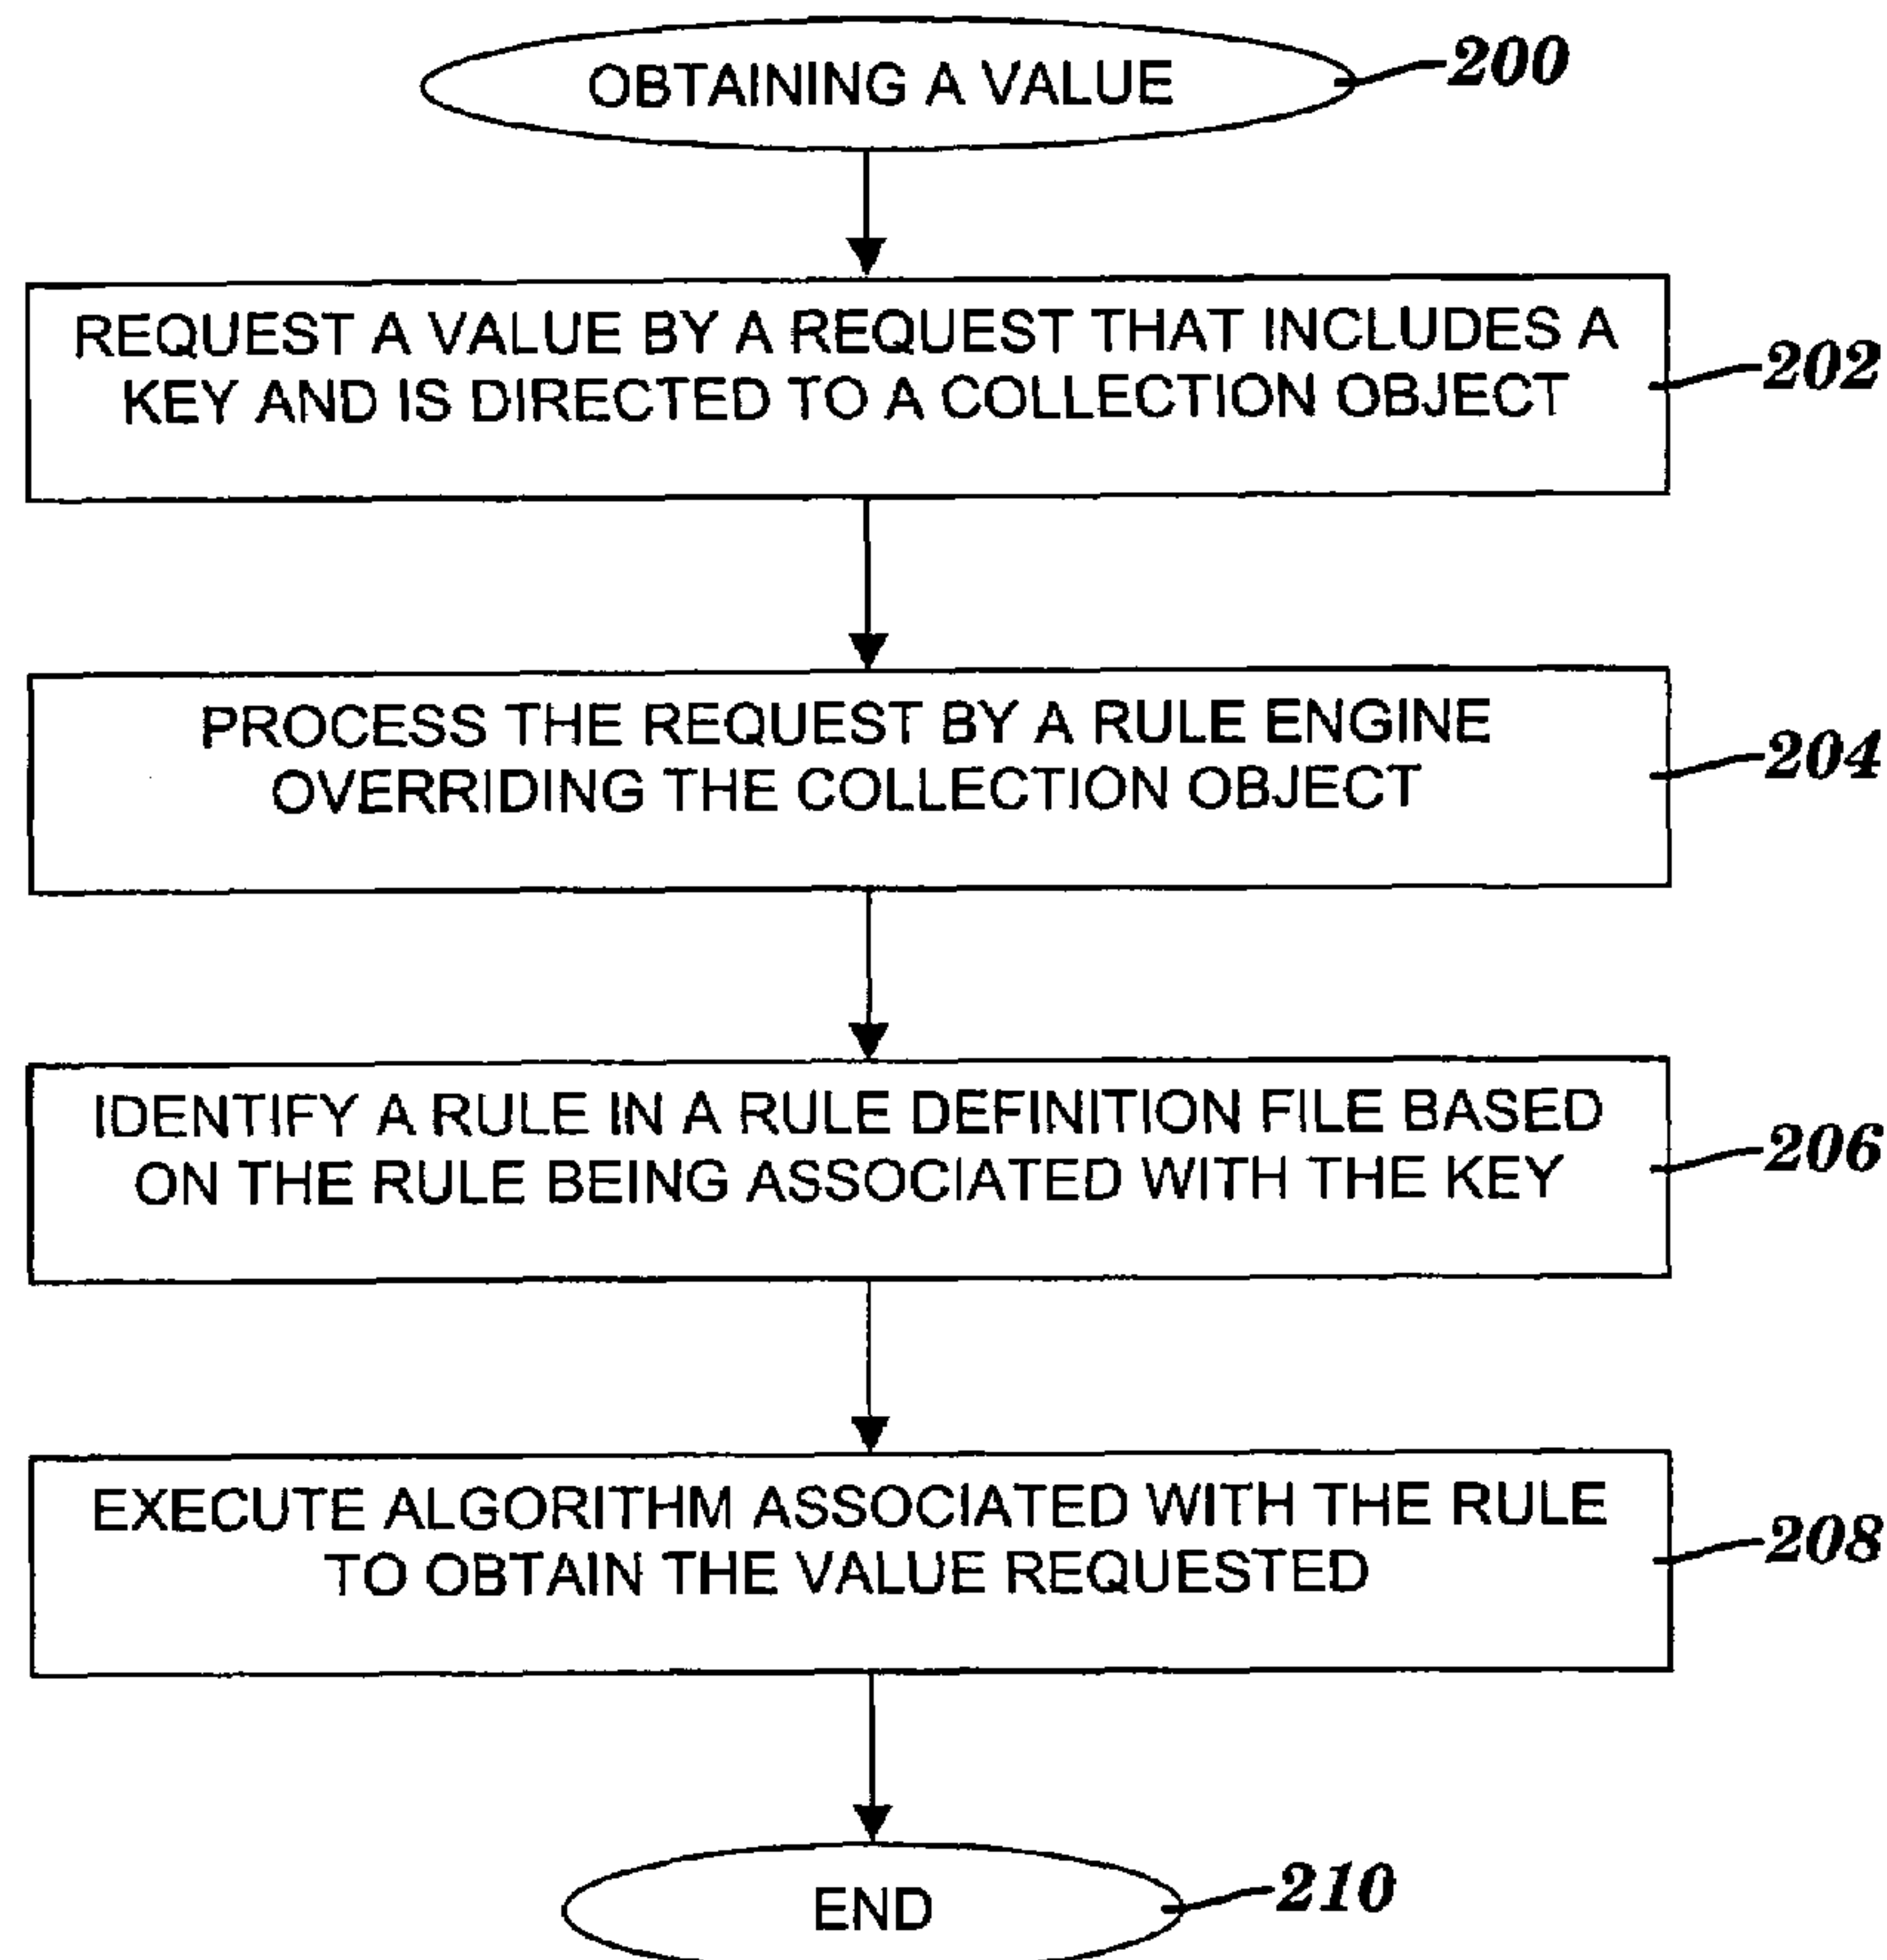 OBTAINING A VALUE
200
REQUEST A VALUE BY A REQUEST THAT INCLUDES A
KEY AND IS DIRECTED TO A COLLECTION OBJECT
202
PROCESS THE REQUEST BY A RULE ENGINE
OVERRIDING THE COLLECTION OBJECT
204
IDENTIFY A RULE IN A RULE DEFINITION FILE BASED
ON THE RULE BEING ASSOCIATED WITH THE KEY
206
EXECUTE ALGORITHM ASSOCIATED WITH THE RULE
TO OBTAIN THE VALUE REQUESTED
208
END
210